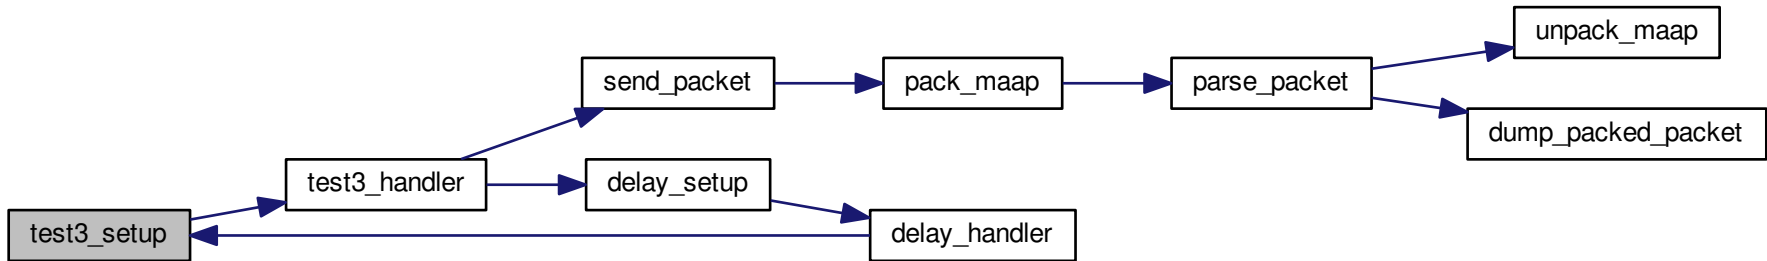 unpack_maap
send_packet
pack_maap
parse_packet
dump_packed_packet
test3_handler
delay_setup
test3_setup
delay_handler